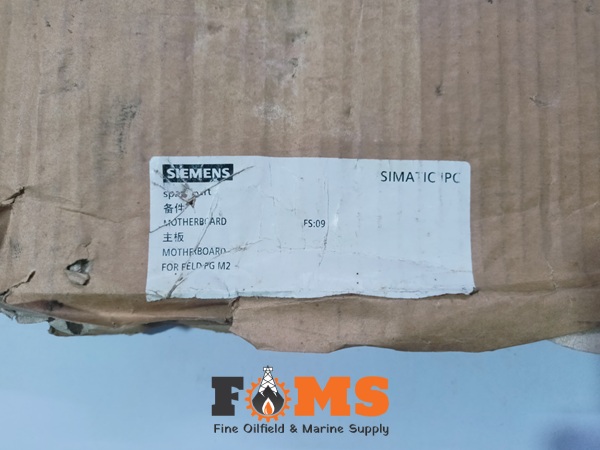 SIEMENS
SIMATIC IPC
备件
MOTHERBOARD
FS:09
主板
MOTHERBOARD
FOR FELD PG M2
FOMS
Fine Oilfield & Marine Supply